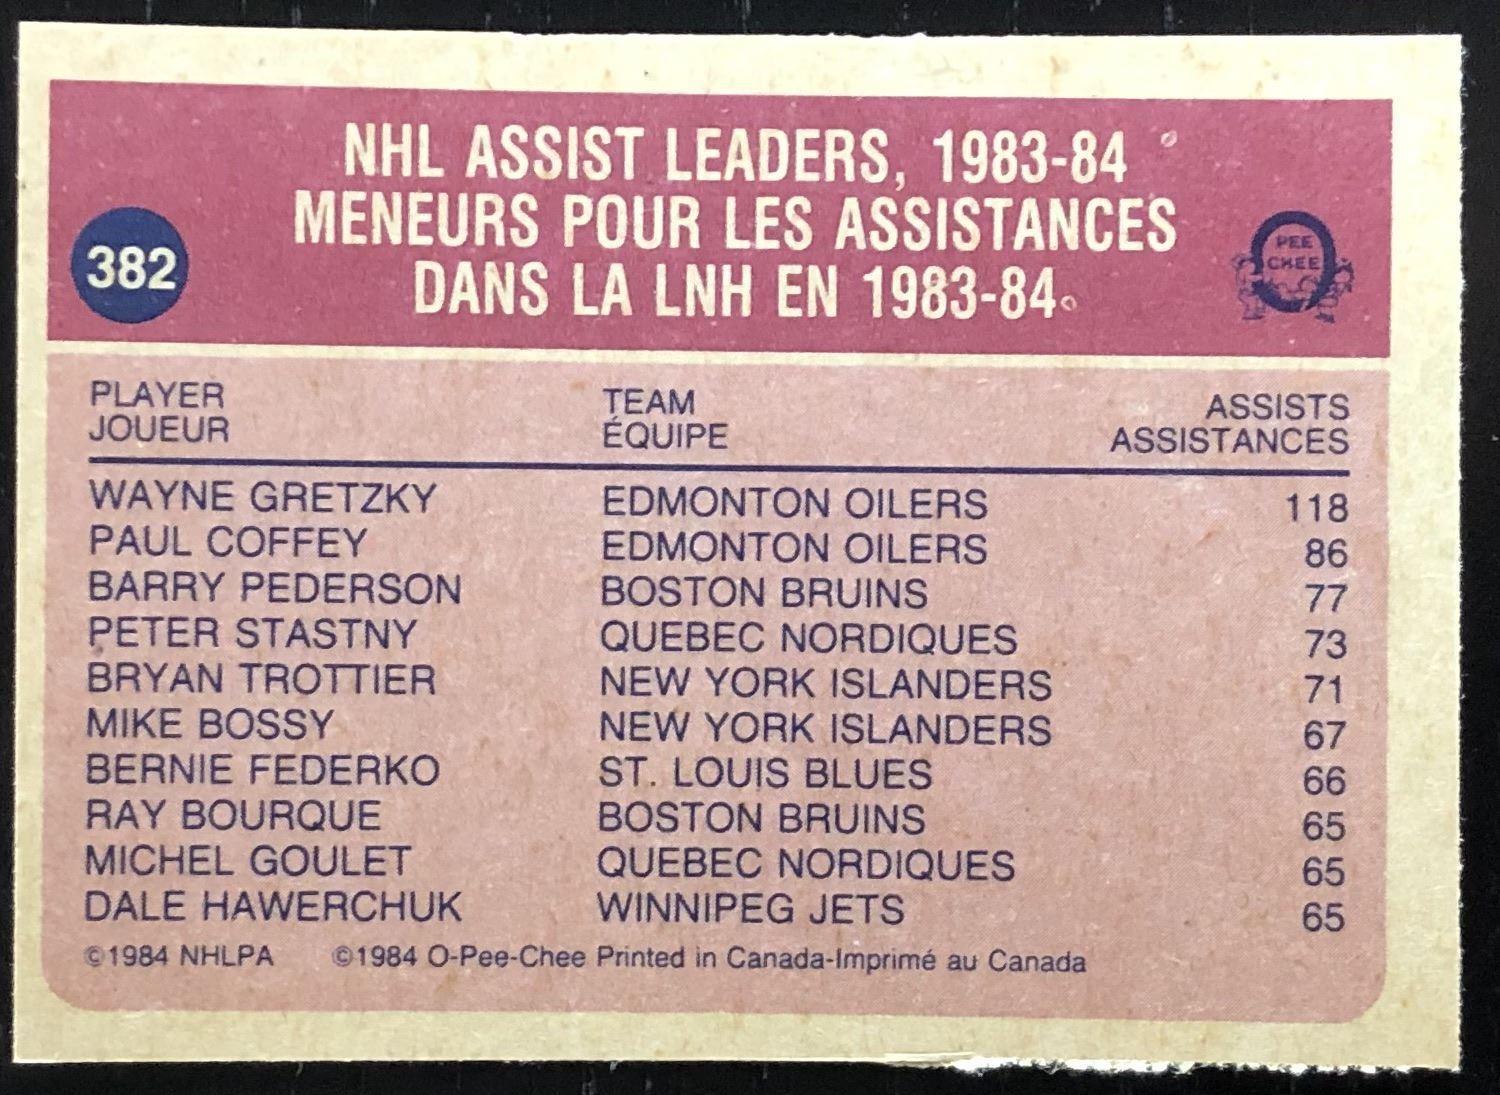 NHL ASSIST LEADERS, 1983-84
MENEURS POUR LES ASSISTANCES
DANS LA LNH EN 1983-84
382
PEE
CHEE
PLAYER TEAM ASSISTS
JOUEUR ÉQUIPE ASSISTANCES
WAYNE GRETZKY EDMONTON OILERS 118
PAUL COFFEY EDMONTON OILERS 86
BARRY PEDERSON BOSTON BRUINS 77
PETER STASTNY QUEBEC NORDIQUES 73
BRYAN TROTTIER NEW YORK ISLANDERS 71
MIKE BOSSY NEW YORK ISLANDERS 67
BERNIE FEDERKO ST. LOUIS BLUES 66
RAY BOURQUE BOSTON BRUINS 65
MICHEL GOULET QUEBEC NORDIQUES 65
DALE HAWERCHUK WINNIPEG JETS 65
©1984 NHLPA ©1984 O-Pee-Chee Printed in Canada-Imprimé au Canada